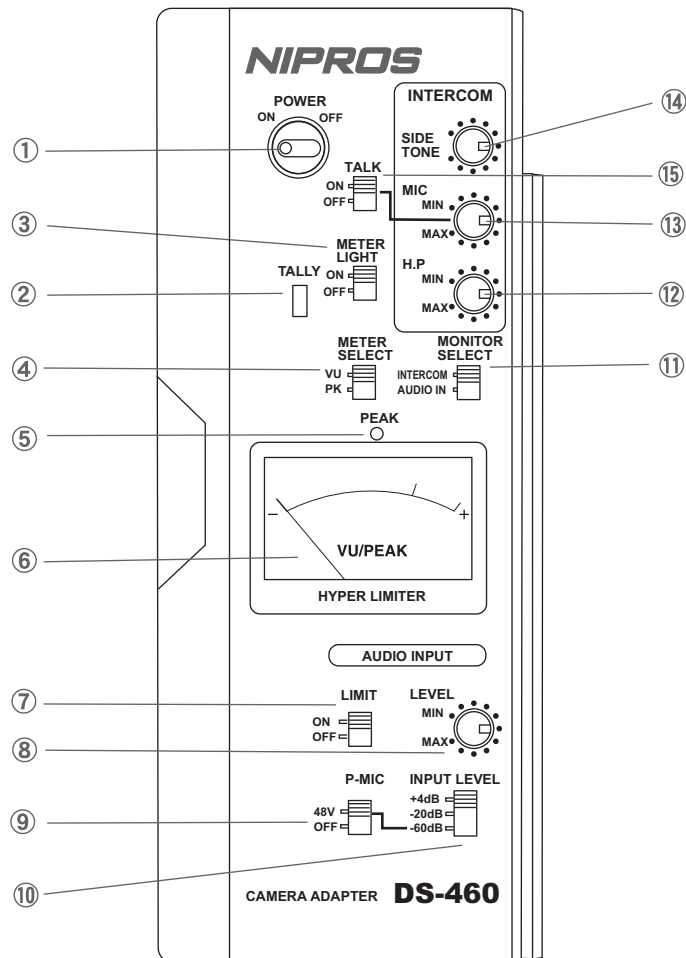 NIPROS
POWER
ON OFF
①
INTERCOM
SIDE
TONE
⑭
TALK
ON
OFF
⑮
MIC
MIN
MAX
⑬
③
METER
LIGHT
ON
OFF
TALLY
②
H.P
MIN
MAX
⑫
METER
SELECT
VU
PK
④
MONITOR
SELECT
INTERCOM
AUDIO IN
⑪
PEAK
⑤
− +
VU/PEAK
⑥
HYPER LIMITER
AUDIO INPUT
⑦
LIMIT
ON
OFF
LEVEL
MIN
MAX
⑧
P-MIC
48V
OFF
⑨
INPUT LEVEL
+4dB
-20dB
-60dB
⑩
CAMERA ADAPTER DS-460